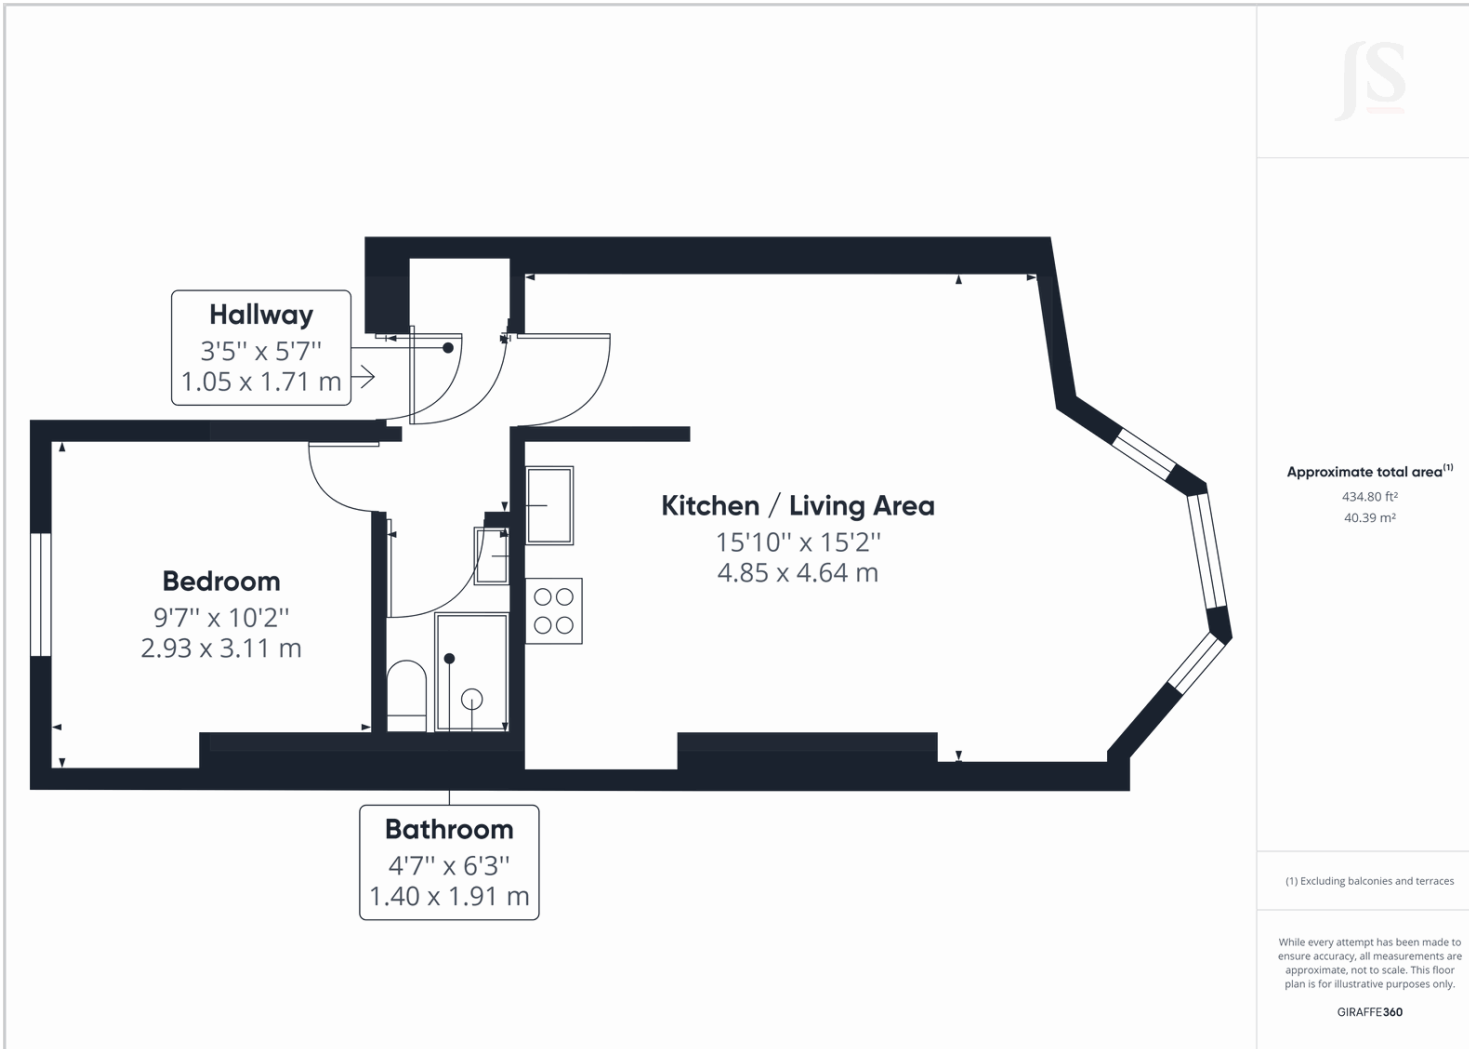 JS
Hallway
3'5'' x 5'7''
1.05 x 1.71 m
Kitchen / Living Area
15'10'' x 15'2''
4.85 x 4.64 m
Bedroom
9'7'' x 10'2''
2.93 x 3.11 m
Bathroom
4'7'' x 6'3''
1.40 x 1.91 m
Approximate total area(1)
434.80 ft²
40.39 m²
(1) Excluding balconies and terraces
While every attempt has been made to
ensure accuracy, all measurements are
approximate, not to scale. This floor
plan is for illustrative purposes only.
GIRAFFE360